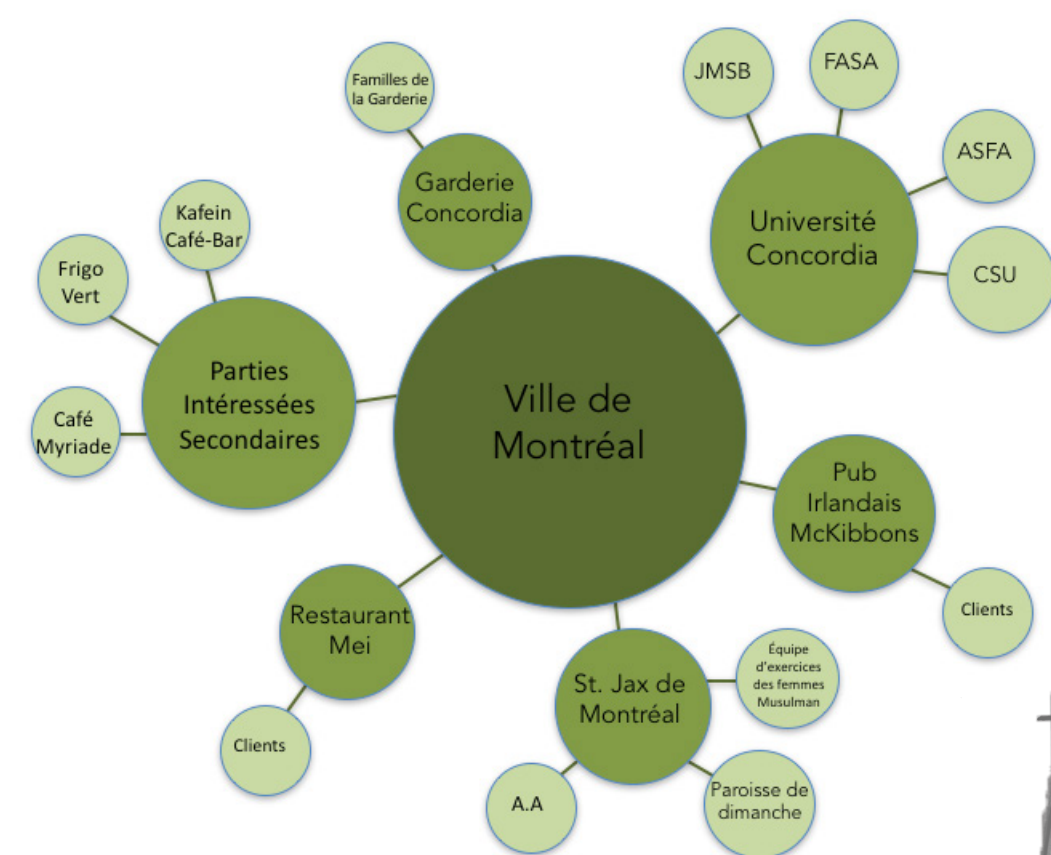 Familles de
la Garderie
Garderie
Concordia
JMSB
FASA
ASFA
CSU
Université
Concordia
Kafein
Café-Bar
Frigo
Vert
Café
Myriade
Parties
Intéressées
Secondaires
Ville de
Montréal
Pub
Irlandais
McKibbons
Clients
Restaurant
Mei
Clients
St. Jax de
Montréal
Équipe
d'exercices
des femmes
Musulman
A.A
Paroisse de
dimanche